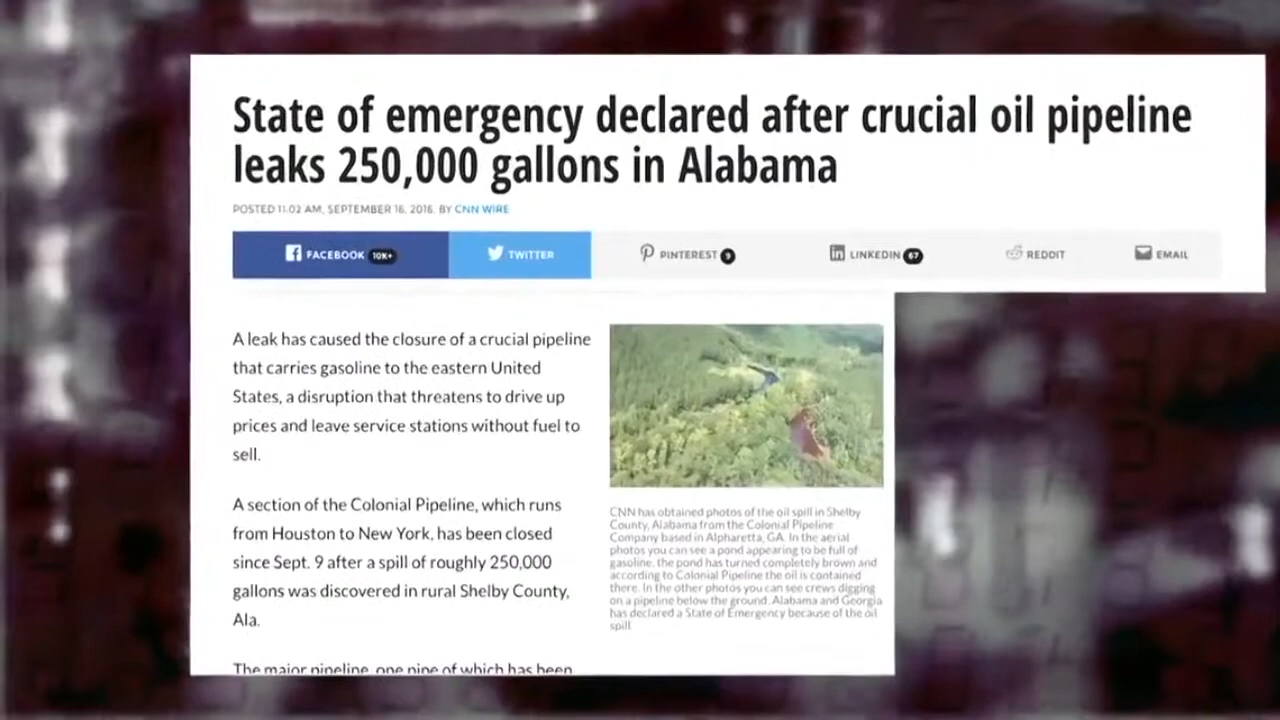 State of emergency declared after crucial oil pipeline
leaks 250,000 gallons in Alabama
POSTED 11:02 AM, SEPTEMBER 16, 2016, BY CNN WIRE
FACEBOOK 10K+ TWITTER PINTEREST 9 LINKEDIN 67 REDDIT EMAIL
A leak has caused the closure of a crucial pipeline
that carries gasoline to the eastern United
States, a disruption that threatens to drive up
prices and leave service stations without fuel to
sell.
A section of the Colonial Pipeline, which runs
from Houston to New York, has been closed
since Sept. 9 after a spill of roughly 250,000
gallons was discovered in rural Shelby County,
Ala.
The major pipeline, one pipe of which has been
CNN has obtained photos of the oil spill in Shelby
County, Alabama from the Colonial Pipeline
Company based in Alpharetta, GA. In the aerial
photos you can see a pond appearing to be full of
gasoline. the pond has turned completely brown and
according to Colonial Pipeline the oil is contained
there. In the other photos you can see crews digging
on a pipeline below the ground. Alabama and Georgia
has declared a State of Emergency because of the oil
spill